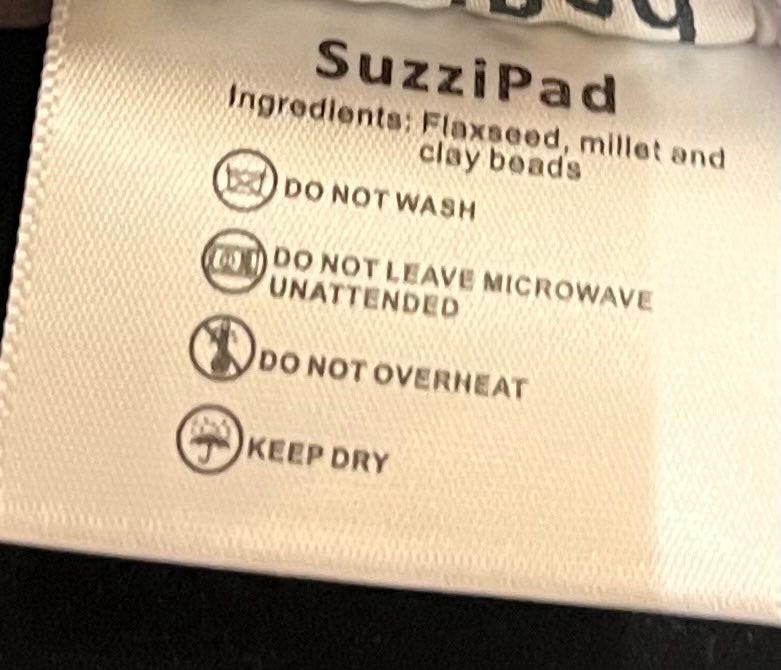 SuzziPad
Ingredients: Flaxseed, millet and
clay beads
DO NOT WASH
DO NOT LEAVE MICROWAVE
UNATTENDED
DO NOT OVERHEAT
KEEP DRY